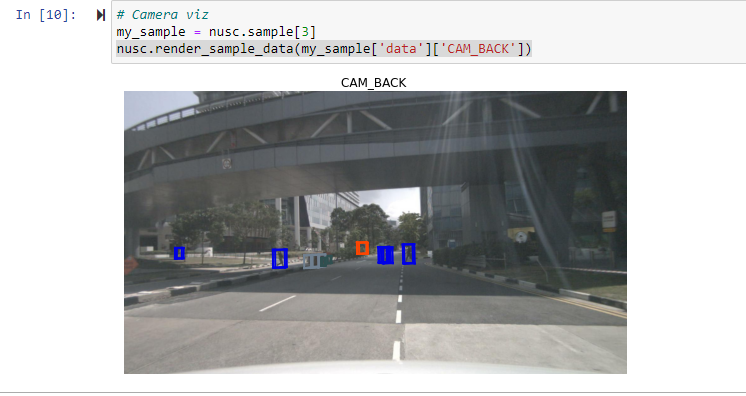 In [10]:
# Camera viz
my_sample = nusc.sample[3]
nusc.render_sample_data(my_sample['data']['CAM_BACK'])
CAM_BACK